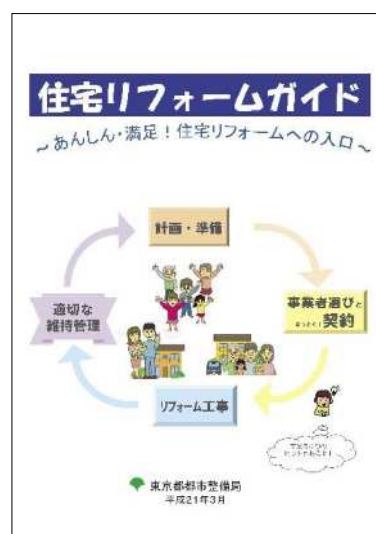 住宅リフォームガイド
～あんしん・満足！住宅リフォームへの入口～
計画・準備
事業者選びと
契約
適切な
維持管理
リフォーム工事
東京都都市整備局
平成21年3月